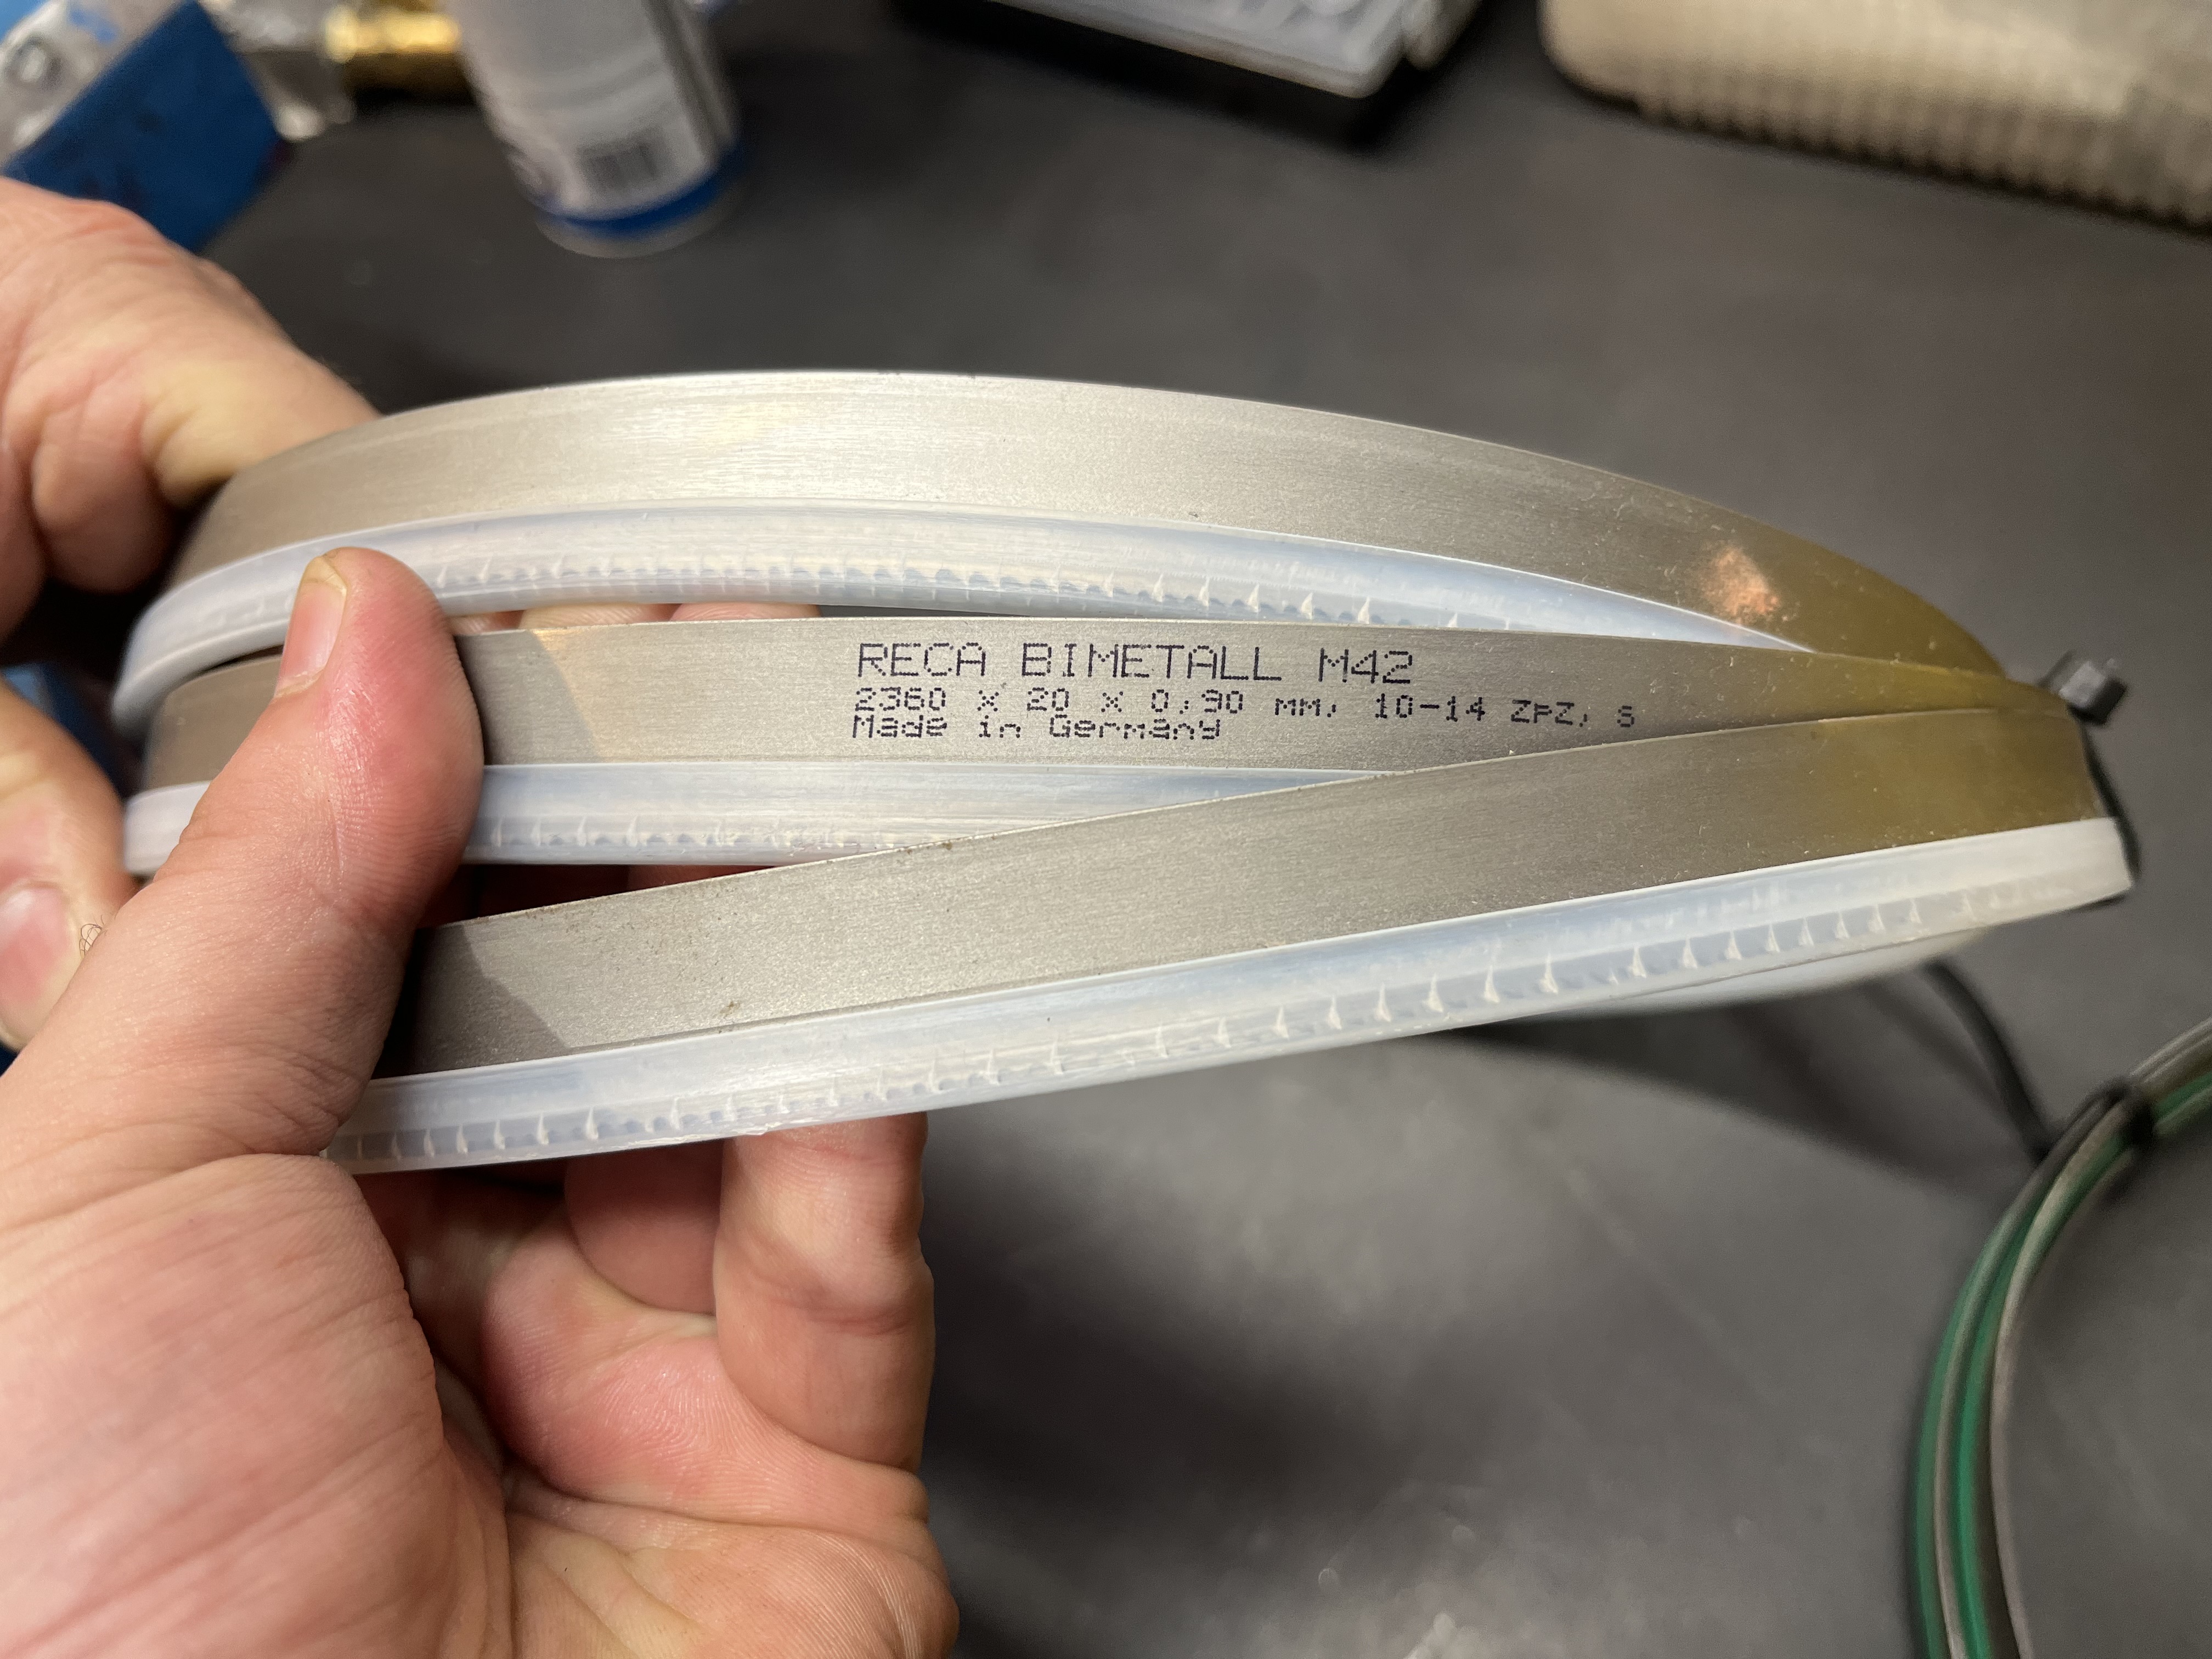 RECA BIMETALL M42
2360 x 20 x 0,90 mm, 10-14 ZpZ, S
Made in Germany